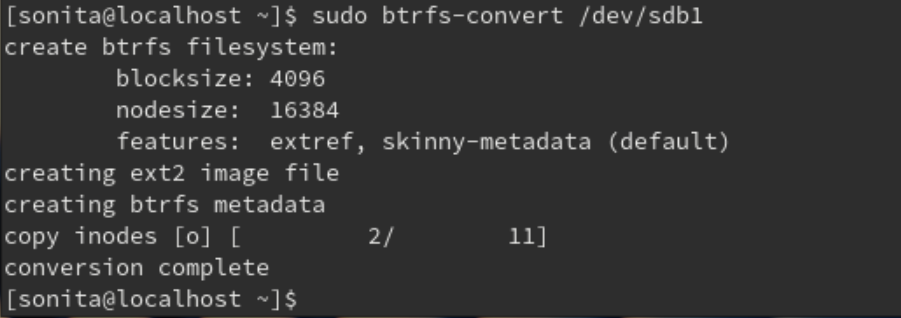 [sonita@localhost ~]$ sudo btrfs-convert /dev/sdb1
create btrfs filesystem:
        blocksize: 4096
        nodesize:  16384
        features:  extref, skinny-metadata (default)
creating ext2 image file
creating btrfs metadata
copy inodes [o] [         2/        11]
conversion complete
[sonita@localhost ~]$